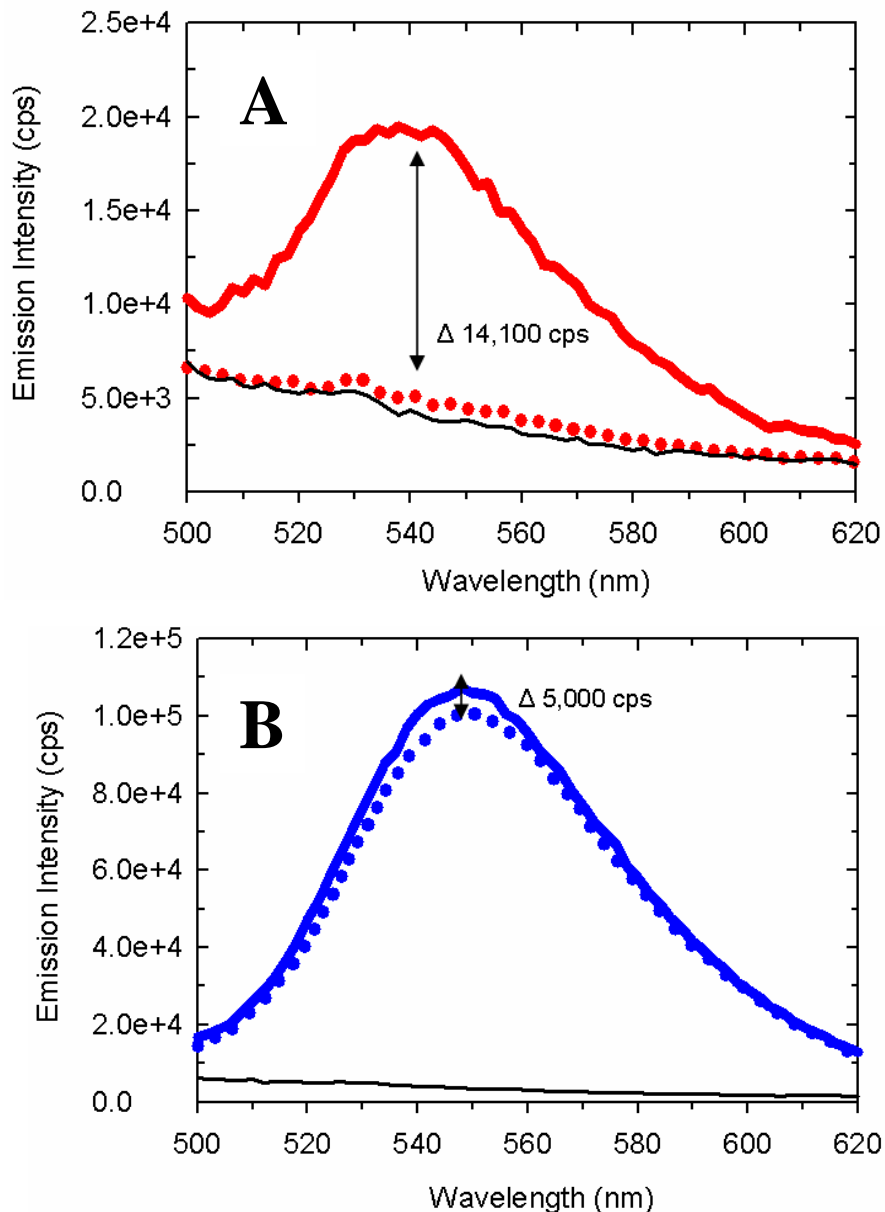 A
Emission Intensity (cps)
2.5e+4
2.0e+4
1.5e+4
1.0e+4
5.0e+3
0.0
Δ 14,100 cps
500 520 540 560 580 600 620
Wavelength (nm)
B
Emission Intensity (cps)
1.2e+5
1.0e+5
8.0e+4
6.0e+4
4.0e+4
2.0e+4
0.0
Δ 5,000 cps
500 520 540 560 580 600 620
Wavelength (nm)